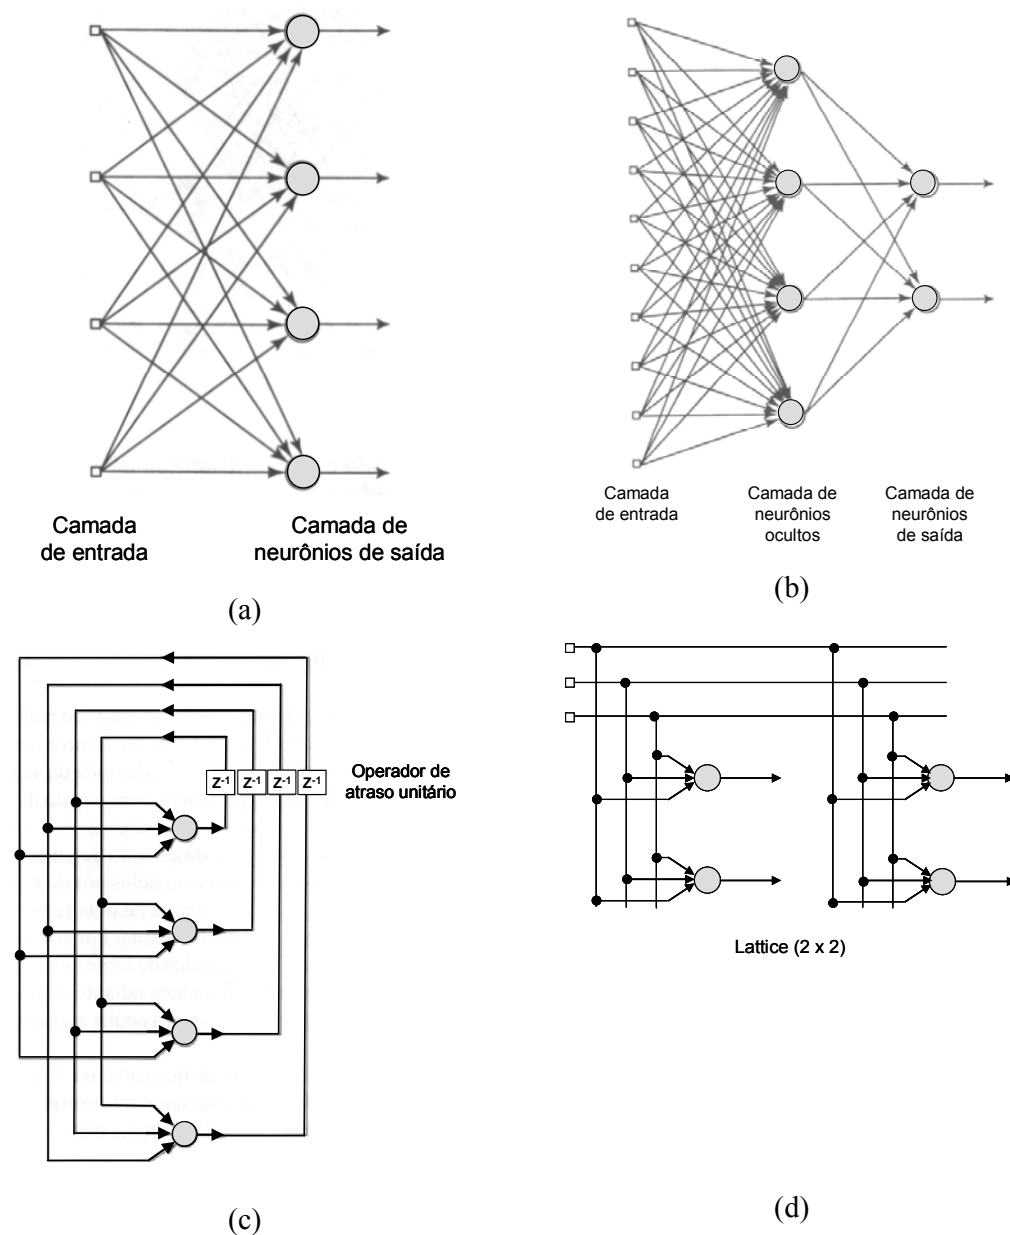 Camada
de entrada
Camada de
neurônios de saída
(a)
Camada
de entrada
Camada de
neurônios
ocultos
Camada de
neurônios
de saída
(b)
Z-1 Z-1 Z-1 Z-1
Operador de
atraso unitário
(c)
Lattice (2 x 2)
(d)